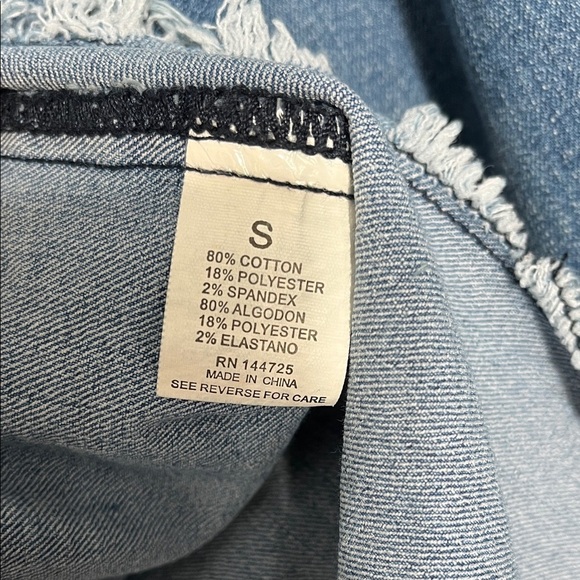 S
80% COTTON
18% POLYESTER
2% SPANDEX
80% ALGODON
18% POLYESTER
2% ELASTANO
RN 144725
MADE IN CHINA
SEE REVERSE FOR CARE